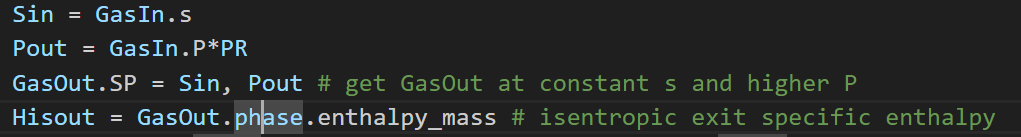 Sin = GasIn.s
Pout = GasIn.P*PR
GasOut.SP = Sin, Pout # get GasOut at constant s and higher P
Hisout = GasOut.phase.enthalpy_mass # isentropic exit specific enthalpy